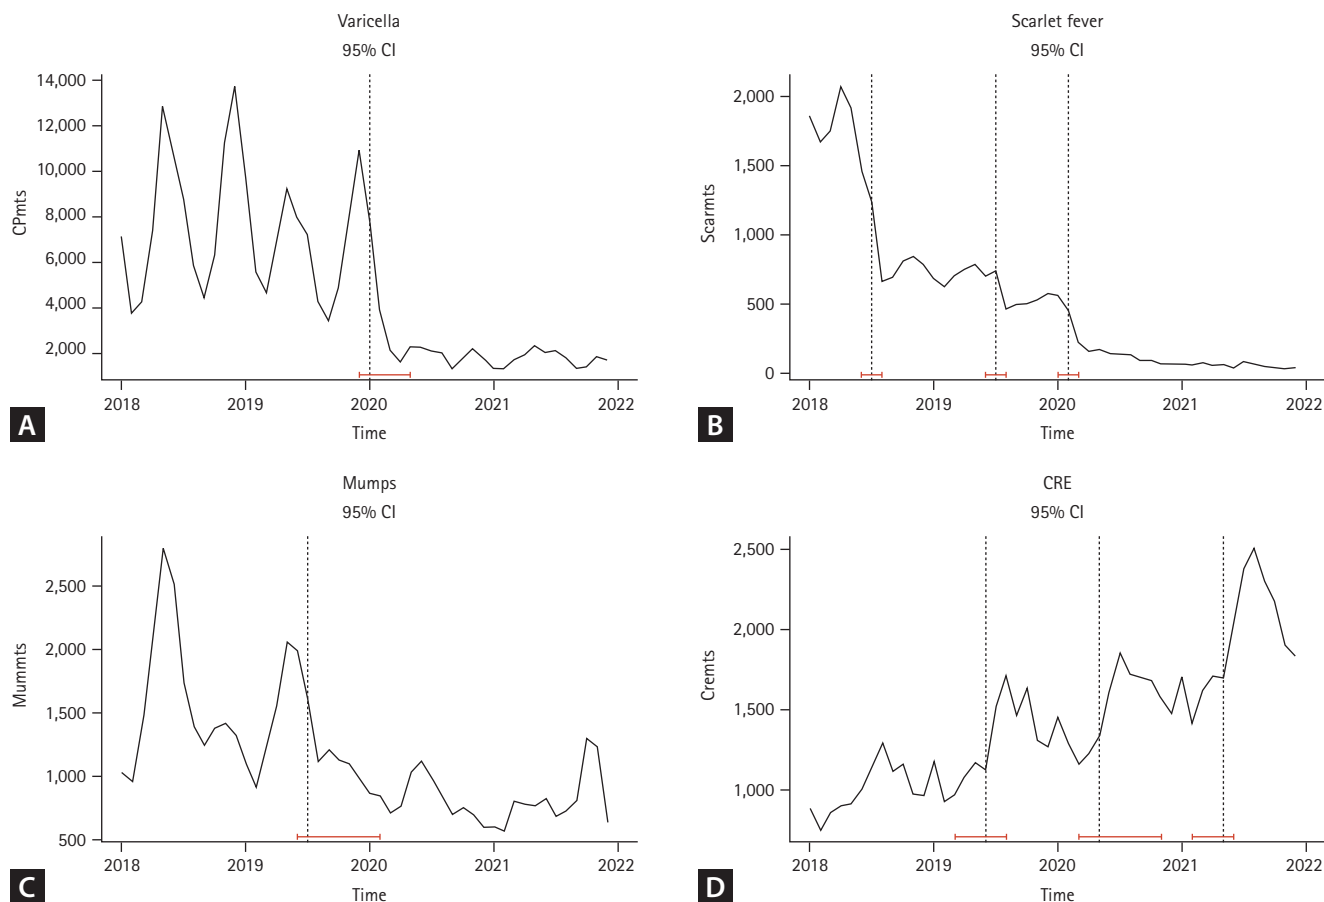 Varicella
95% CI
14,000
12,000
10,000
8,000
6,000
4,000
2,000
CPmts
2018 2019 2020 2021 2022
Time
A
Scarlet fever
95% CI
2,000
1,500
1,000
500
0
Scarmts
2018 2019 2020 2021 2022
Time
B
Mumps
95% CI
2,500
2,000
1,500
1,000
500
Mummts
2018 2019 2020 2021 2022
Time
C
CRE
95% CI
2,500
2,000
1,500
1,000
Cremts
2018 2019 2020 2021 2022
Time
D